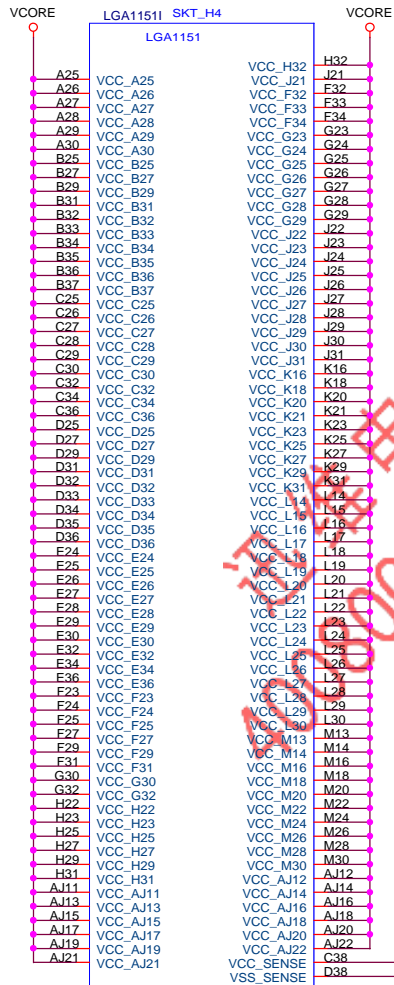 VCORE LGA1151I SKT_H4 VCORE
LGA1151
VCC_H32 H32
A25 VCC_A25 VCC_J21 J21
A26 VCC_A26 VCC_F32 F32
A27 VCC_A27 VCC_F33 F33
A28 VCC_A28 VCC_F34 F34
A29 VCC_A29 VCC_G23 G23
A30 VCC_A30 VCC_G24 G24
B25 VCC_B25 VCC_G25 G25
B27 VCC_B27 VCC_G26 G26
B29 VCC_B29 VCC_G27 G27
B31 VCC_B31 VCC_G28 G28
B32 VCC_B32 VCC_G29 G29
B33 VCC_B33 VCC_J22 J22
B34 VCC_B34 VCC_J23 J23
B35 VCC_B35 VCC_J24 J24
B36 VCC_B36 VCC_J25 J25
B37 VCC_B37 VCC_J26 J26
C25 VCC_C25 VCC_J27 J27
C26 VCC_C26 VCC_J28 J28
C27 VCC_C27 VCC_J29 J29
C28 VCC_C28 VCC_J30 J30
C29 VCC_C29 VCC_J31 J31
C30 VCC_C30 VCC_K16 K16
C32 VCC_C32 VCC_K18 K18
C34 VCC_C34 VCC_K20 K20
C36 VCC_C36 VCC_K21 K21
D25 VCC_D25 VCC_K23 K23
D27 VCC_D27 VCC_K25 K25
D29 VCC_D29 VCC_K27 K27
D31 VCC_D31 VCC_K29 K29
D32 VCC_D32 VCC_K31 K31
D33 VCC_D33 VCC_L14 L14
D34 VCC_D34 VCC_L15 L15
D35 VCC_D35 VCC_L16 L16
D36 VCC_D36 VCC_L17 L17
E24 VCC_E24 VCC_L18 L18
E25 VCC_E25 VCC_L19 L19
E26 VCC_E26 VCC_L20 L20
E27 VCC_E27 VCC_L21 L21
E28 VCC_E28 VCC_L22 L22
E29 VCC_E29 VCC_L23 L23
E30 VCC_E30 VCC_L24 L24
E32 VCC_E32 VCC_L25 L25
E34 VCC_E34 VCC_L26 L26
E36 VCC_E36 VCC_L27 L27
F23 VCC_F23 VCC_L28 L28
F24 VCC_F24 VCC_L29 L29
F25 VCC_F25 VCC_L30 L30
F27 VCC_F27 VCC_M13 M13
F29 VCC_F29 VCC_M14 M14
F31 VCC_F31 VCC_M16 M16
G30 VCC_G30 VCC_M18 M18
G32 VCC_G32 VCC_M20 M20
H22 VCC_H22 VCC_M22 M22
H23 VCC_H23 VCC_M24 M24
H25 VCC_H25 VCC_M26 M26
H27 VCC_H27 VCC_M28 M28
H29 VCC_H29 VCC_M30 M30
H31 VCC_H31 VCC_AJ12 AJ12
AJ11 VCC_AJ11 VCC_AJ14 AJ14
AJ13 VCC_AJ13 VCC_AJ16 AJ16
AJ15 VCC_AJ15 VCC_AJ18 AJ18
AJ17 VCC_AJ17 VCC_AJ20 AJ20
AJ19 VCC_AJ19 VCC_AJ22 AJ22
AJ21 VCC_AJ21 VCC_SENSE C38
VSS_SENSE D38
迅维电
400800